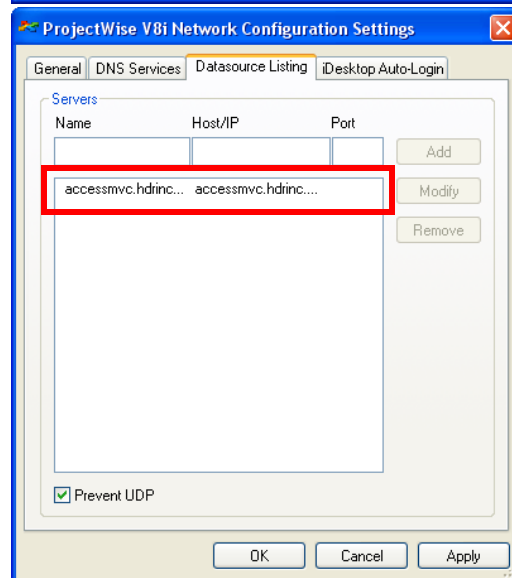 ProjectWise V8i Network Configuration Settings
General DNS Services Datasource Listing iDesktop Auto-Login
Servers
Name Host/IP Port
Add
accessmvc.hdrinc... accessmvc.hdrinc.... Modify
Remove
Prevent UDP
OK Cancel Apply